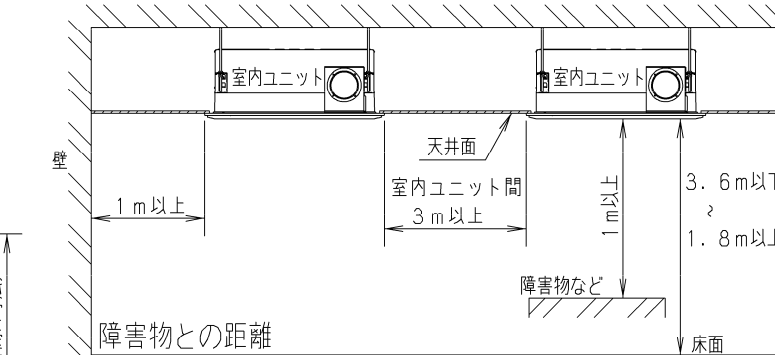 室内ユニット
室内ユニット
天井面
壁
室内ユニット間
3m以上
1m以上
1m以上
3.6m以下
~
1.8m以上
障害物など
障害物との距離
床面